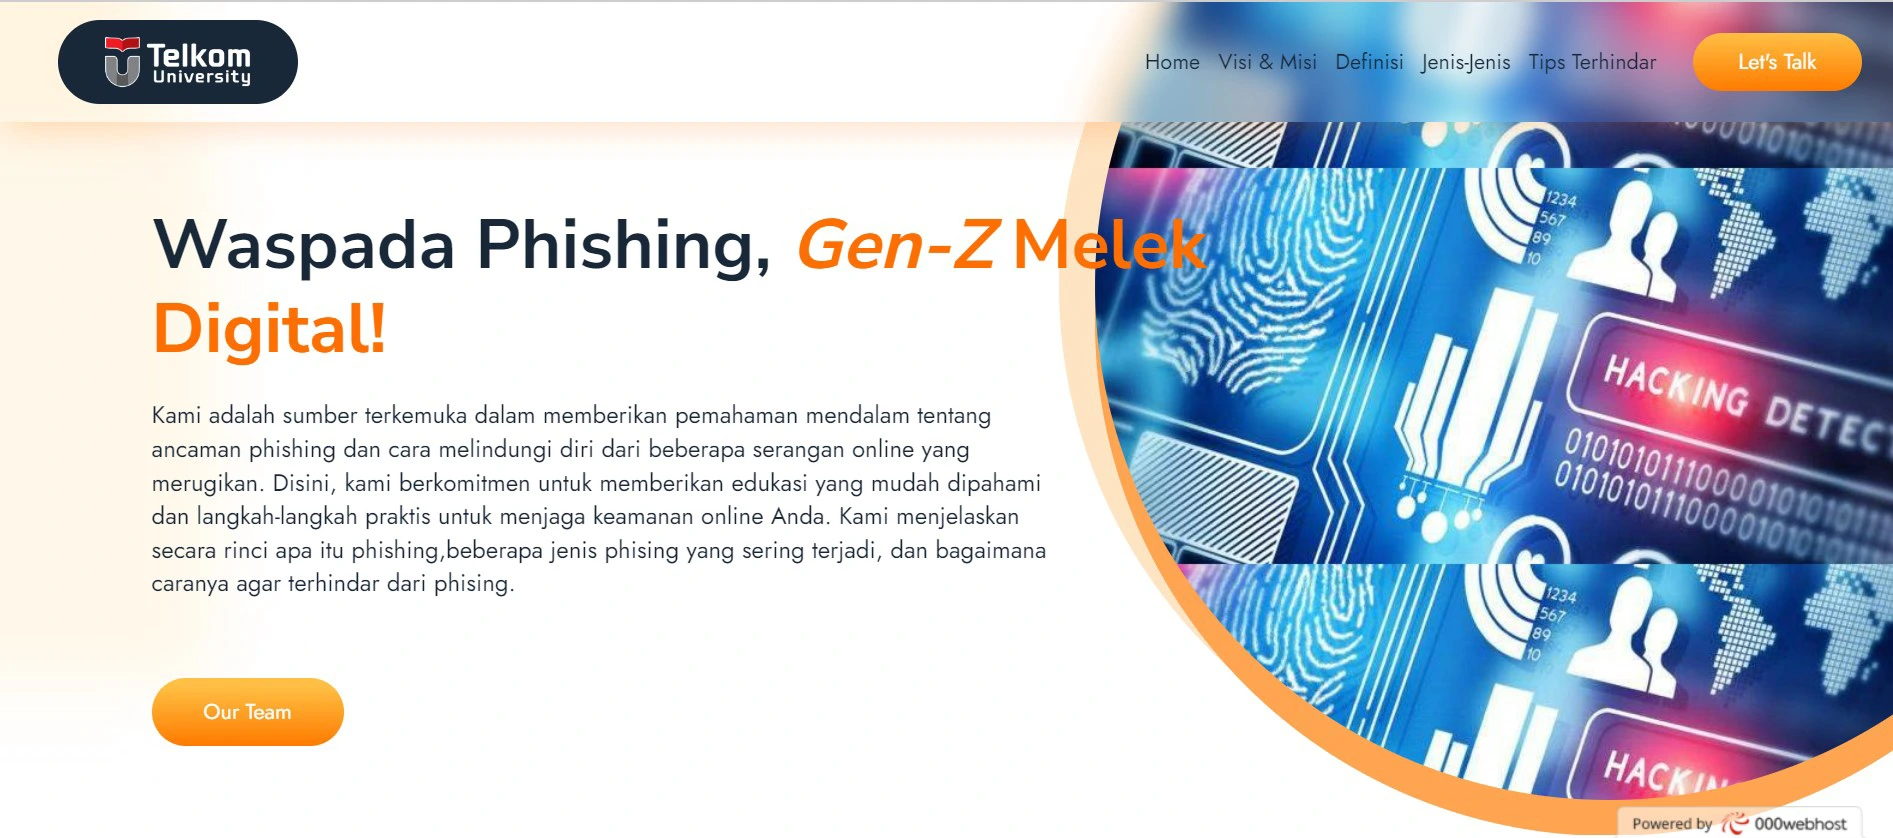 Telkom
University
Home Visi & Misi Definisi Jenis-Jenis Tips Terhindar Let's Talk
Waspada Phishing, Gen-Z Melek
Digital!
Kami adalah sumber terkemuka dalam memberikan pemahaman mendalam tentang
ancaman phishing dan cara melindungi diri dari beberapa serangan online yang
merugikan. Disini, kami berkomitmen untuk memberikan edukasi yang mudah dipahami
dan langkah-langkah praktis untuk menjaga keamanan online Anda. Kami menjelaskan
secara rinci apa itu phishing,beberapa jenis phising yang sering terjadi, dan bagaimana
caranya agar terhindar dari phising.
Our Team
1234
567
89
10
HACKING DETECT
1234
567
89
10
Powered by 000webhost